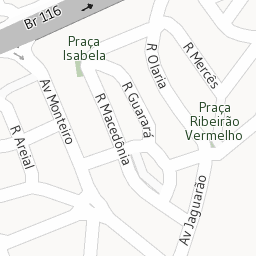 Br 116
Praça
Isabela
R Olaria
R Mercês
Av Monteiro
R Macedônia
R Guarará
Praça
Ribeirão
Vermelho
R Areial
Av Jaguarão